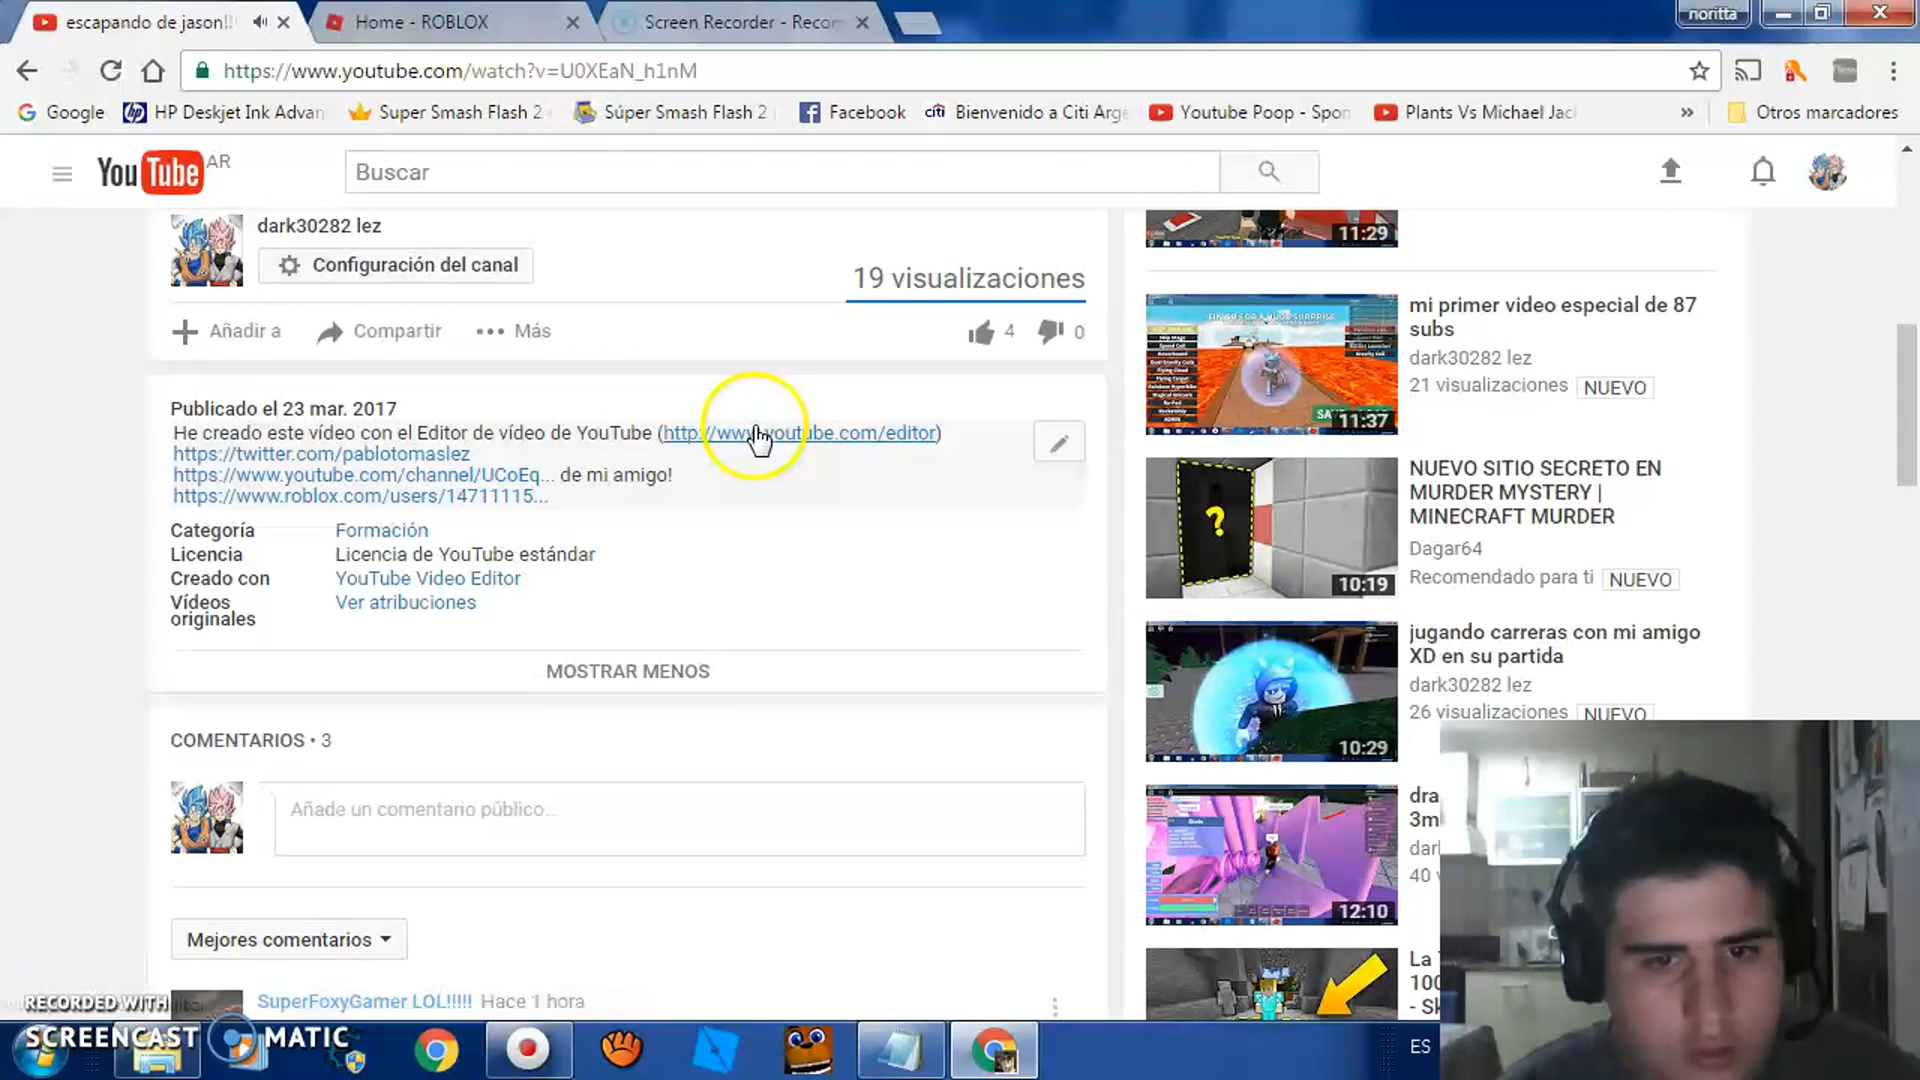 escapando de jason!!
Home - ROBLOX
Screen Recorder - Recor
noritta
https://www.youtube.com/watch?v=U0XEaN_h1nM
Google
HP Deskjet Ink Advan
Super Smash Flash 2
Súper Smash Flash 2
Facebook
citi Bienvenido a Citi Arge
Youtube Poop - Spon
Plants Vs Michael Jac
Otros marcadores
YouTube AR
Buscar
dark30282 lez
Configuración del canal
19 visualizaciones
Añadir a
Compartir
Más
4
0
Publicado el 23 mar. 2017
He creado este vídeo con el Editor de vídeo de YouTube (http://www.youtube.com/editor)
https://twitter.com/pablotomaslez
https://www.youtube.com/channel/UCoEq... de mi amigo!
https://www.roblox.com/users/14711115...
Categoría Formación
Licencia Licencia de YouTube estándar
Creado con YouTube Video Editor
Vídeos Ver atribuciones
originales
MOSTRAR MENOS
COMENTARIOS • 3
Añade un comentario público...
Mejores comentarios
SuperFoxyGamer LOL!!!!! Hace 1 hora
11:29
mi primer video especial de 87
subs
dark30282 lez
21 visualizaciones NUEVO
11:37
NUEVO SITIO SECRETO EN
MURDER MYSTERY |
MINECRAFT MURDER
Dagar64
Recomendado para ti NUEVO
10:19
jugando carreras con mi amigo
XD en su partida
dark30282 lez
26 visualizaciones NUEVO
10:29
dra
3m
darl
40 v
12:10
La
100
- Sk
RECORDED WITH
SCREENCAST MATIC
ES